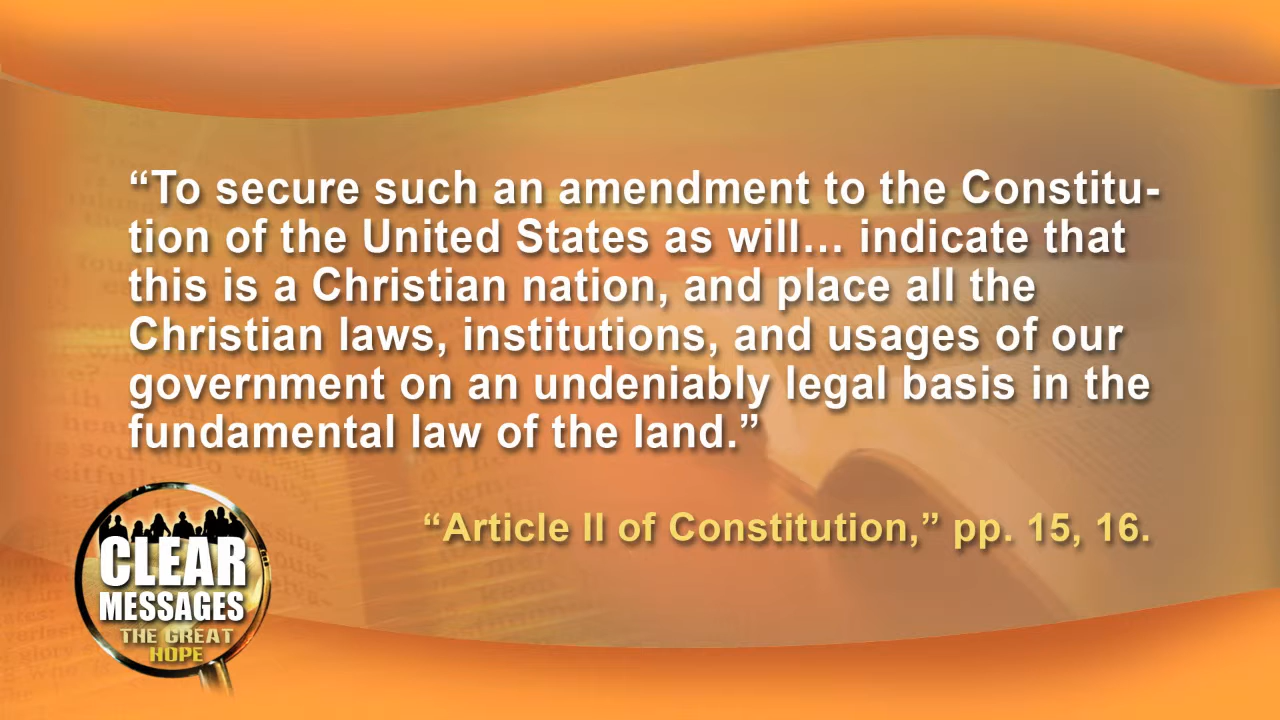 “To secure such an amendment to the Constitu-
tion of the United States as will… indicate that
this is a Christian nation, and place all the
Christian laws, institutions, and usages of our
government on an undeniably legal basis in the
fundamental law of the land.”
“Article II of Constitution,” pp. 15, 16.
CLEAR
MESSAGES
THE GREAT
HOPE